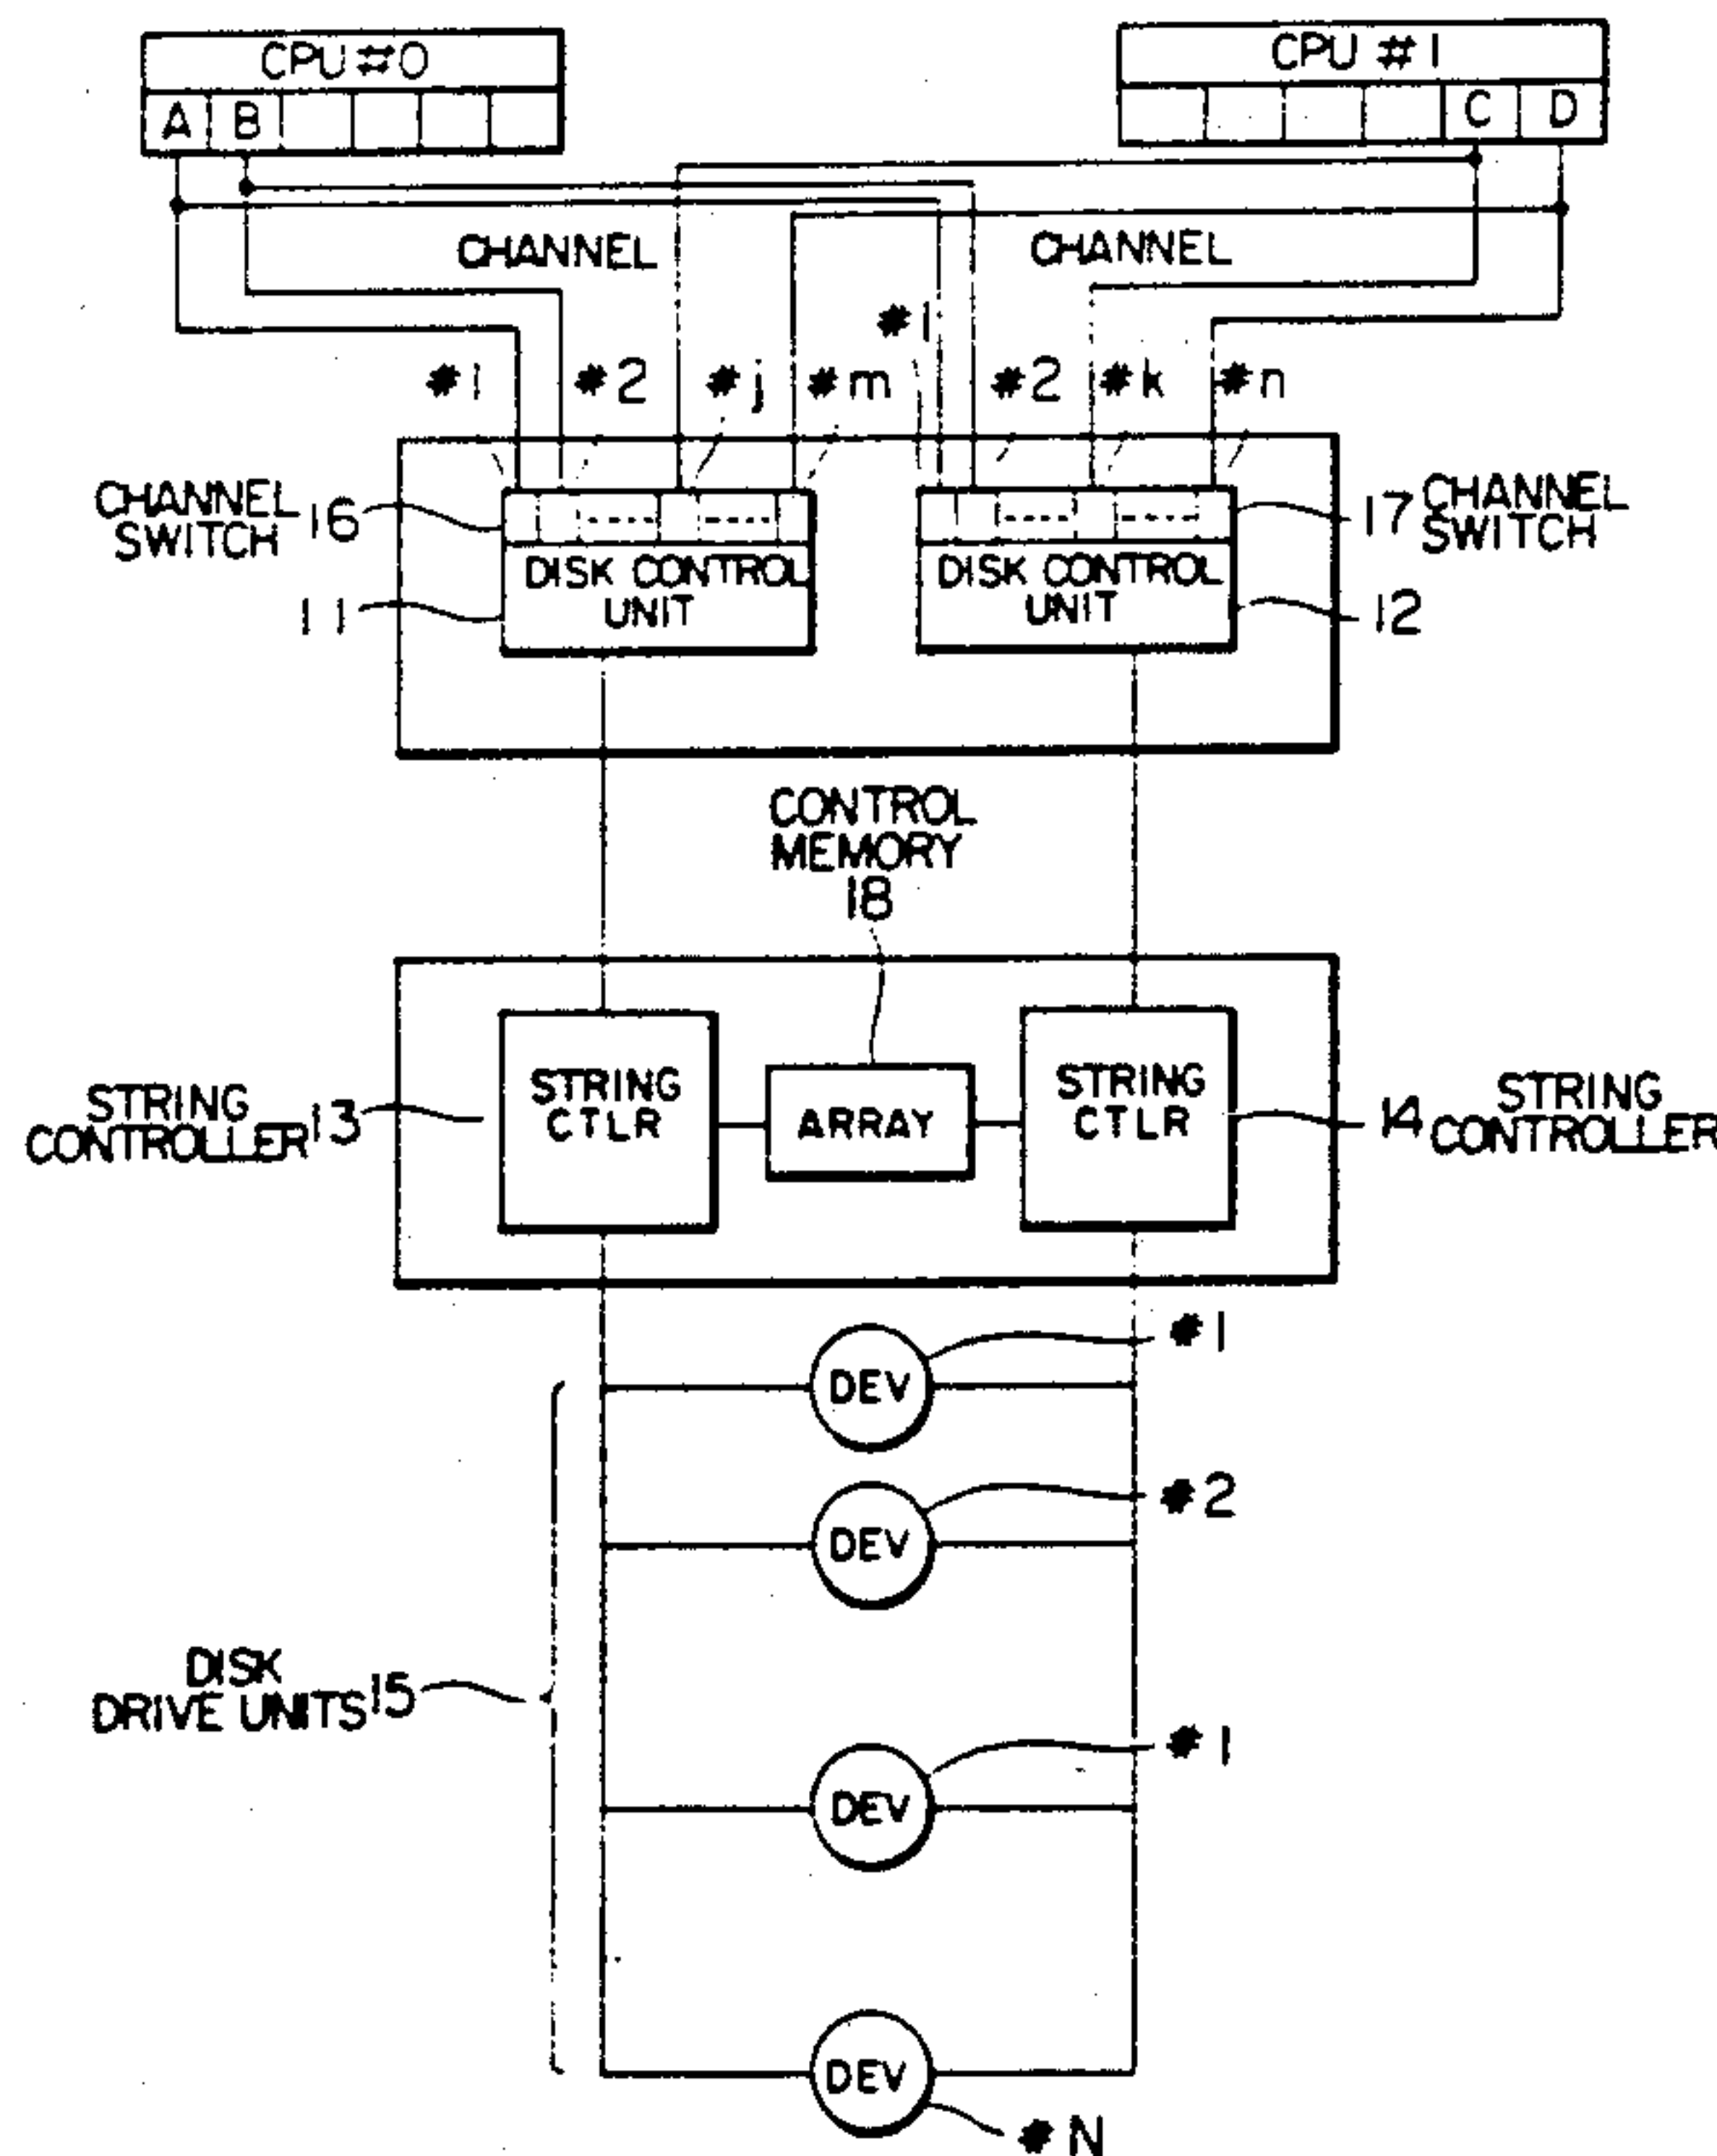 CPU #0
CPU #1
A B
C D
CHANNEL
CHANNEL
#1
#1 #2 #j #m
#2 #k #n
CHANNEL
SWITCH 16
17 CHANNEL
SWITCH
DISK CONTROL
UNIT
DISK CONTROL
UNIT
11
12
CONTROL
MEMORY
18
STRING
CONTROLLER 13
STRING
CTLR
ARRAY
STRING
CTLR
14 STRING
CONTROLLER
#1
DEV
#2
DEV
DISK
DRIVE UNITS 15
#1
DEV
DEV
#N